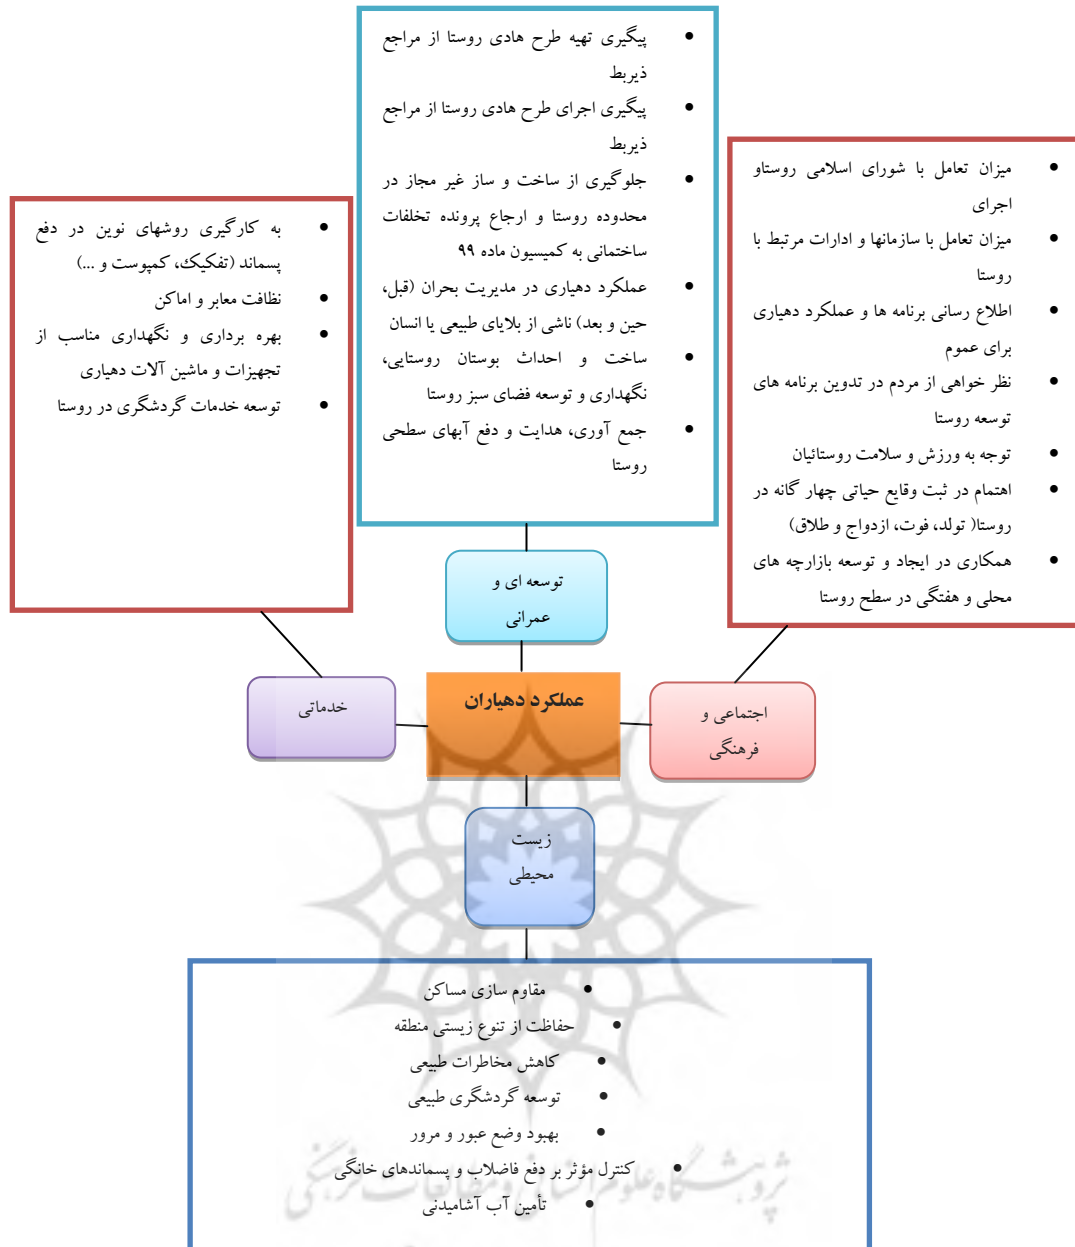 پیگیری تهیه طرح هادی روستا از مراجع
ذیربط
پیگیری اجرای طرح هادی روستا از مراجع
ذیربط
جلوگیری از ساخت و ساز غیر مجاز در
محدوده روستا و ارجاع پرونده تخلفات
ساختمانی به کمیسیون ماده ۹۹
عملکرد دهیاری در مدیریت بحران (قبل،
حین و بعد) ناشی از بلایای طبیعی یا انسان
ساخت و احداث بوستان روستایی،
نگهداری و توسعه فضای سبز روستا
جمع آوری، هدایت و دفع آبهای سطحی
روستا
میزان تعامل با شورای اسلامی روستاو
اجرای
میزان تعامل با سازمانها و ادارات مرتبط با
روستا
اطلاع رسانی برنامه ها و عملکرد دهیاری
برای عموم
نظر خواهی از مردم در تدوین برنامه های
توسعه روستا
توجه به ورزش و سلامت روستائیان
اهتمام در ثبت وقایع حیاتی چهار گانه در
روستا( تولد، فوت، ازدواج و طلاق)
همکاری در ایجاد و توسعه بازارچه های
محلی و هفتگی در سطح روستا
به کارگیری روشهای نوین در دفع
پسماند (تفکیک، کمپوست و ...)
نظافت معابر و اماکن
بهره برداری و نگهداری مناسب از
تجهیزات و ماشین آلات دهیاری
توسعه خدمات گردشگری در روستا
توسعه ای و
عمرانی
عملکرد دهیاران
اجتماعی و
فرهنگی
خدماتی
زیست
محیطی
مقاوم سازی مساکن
حفاظت از تنوع زیستی منطقه
کاهش مخاطرات طبیعی
توسعه گردشگری طبیعی
بهبود وضع عبور و مرور
کنترل مؤثر بر دفع فاضلاب و پسماندهای خانگی
تأمین آب آشامیدنی
پژوهشگاه علوم انسانی و مطالعات فرهنگی